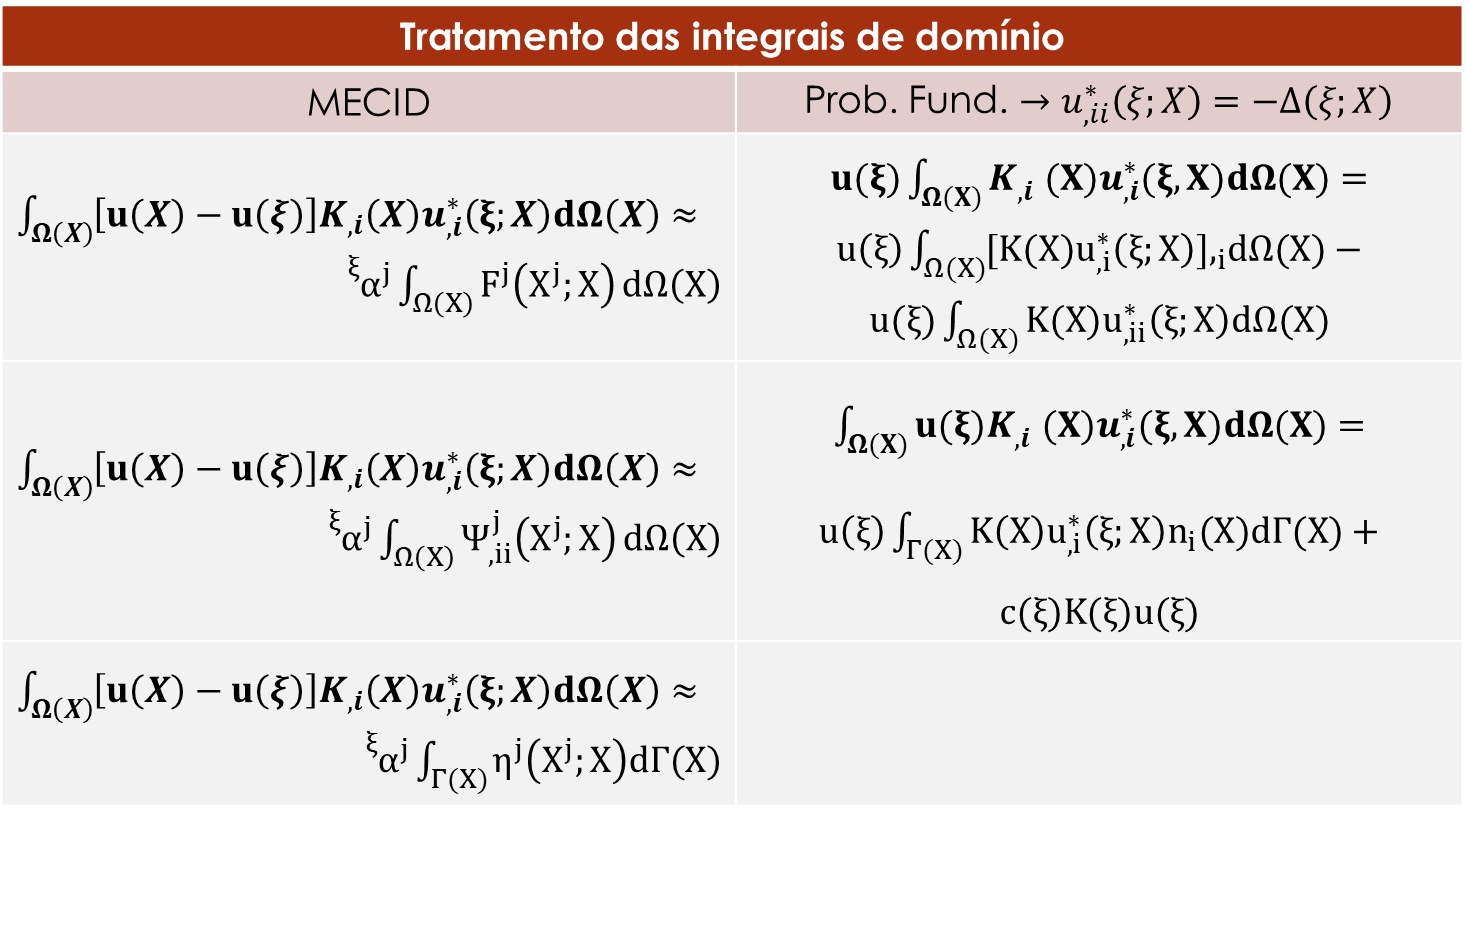 Tratamento das integrais de domínio
MECID
Prob. Fund. → u*,ii(ξ; X) = −Δ(ξ; X)
∫Ω(X)[u(X) − u(ξ)]K,i(X)u*,i(ξ; X)dΩ(X) ≈
ξαj ∫Ω(X) Fj(Xj; X) dΩ(X)
u(ξ) ∫Ω(X) K,i (X)u*,i(ξ, X)dΩ(X) =
u(ξ) ∫Ω(X)[K(X)u*,i(ξ; X)],idΩ(X) −
u(ξ) ∫Ω(X) K(X)u*,ii(ξ; X)dΩ(X)
∫Ω(X)[u(X) − u(ξ)]K,i(X)u*,i(ξ; X)dΩ(X) ≈
ξαj ∫Ω(X) Ψj,ii(Xj; X) dΩ(X)
∫Ω(X) u(ξ)K,i (X)u*,i(ξ, X)dΩ(X) =
u(ξ) ∫Γ(X) K(X)u*,i(ξ; X)ni(X)dΓ(X) +
c(ξ)K(ξ)u(ξ)
∫Ω(X)[u(X) − u(ξ)]K,i(X)u*,i(ξ; X)dΩ(X) ≈
ξαj ∫Γ(X) ηj(Xj; X)dΓ(X)